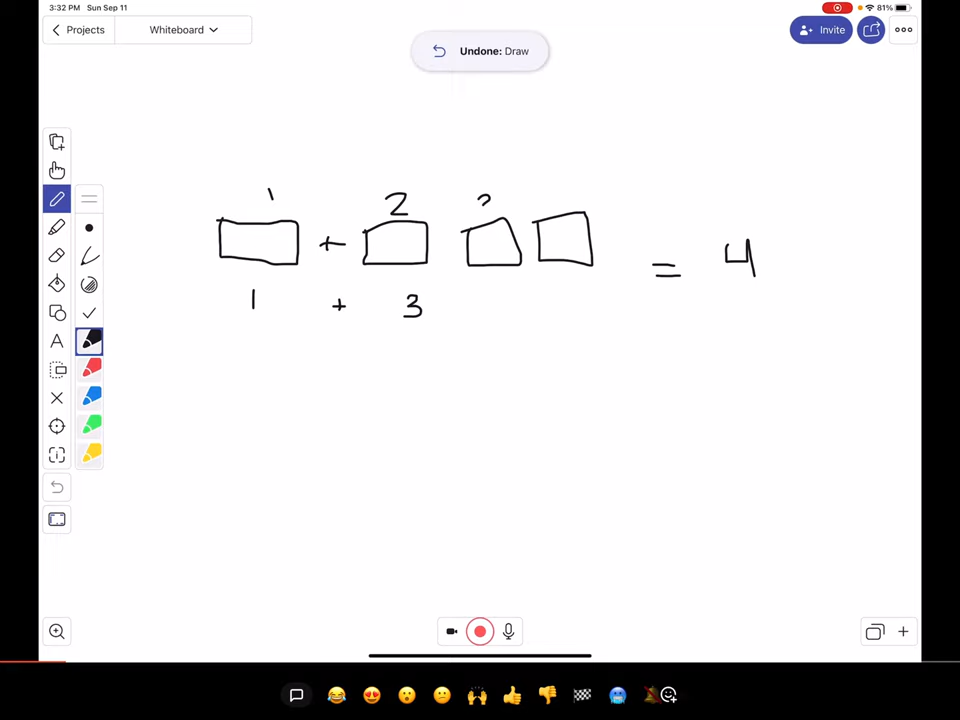 3:32 PM Sun Sep 11
81%
Projects
Whiteboard
Undone: Draw
Invite
A
1 2
+ = 4
1 + 3